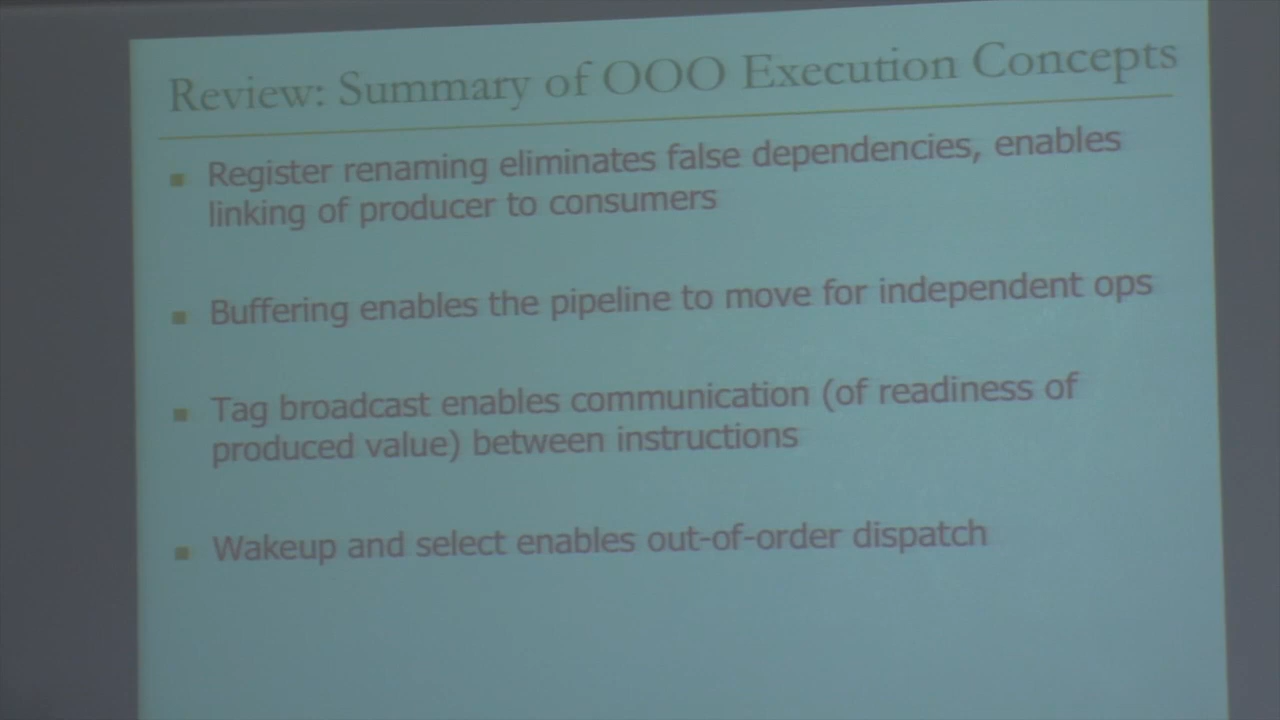 Review: Summary of OOO Execution Concepts
Register renaming eliminates false dependencies, enables
linking of producer to consumers
Buffering enables the pipeline to move for independent ops
Tag broadcast enables communication (of readiness of
produced value) between instructions
Wakeup and select enables out-of-order dispatch